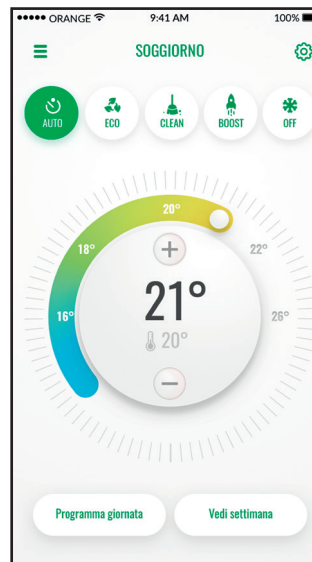 ORANGE 9:41 AM 100%
SOGGIORNO
AUTO ECO CLEAN BOOST OFF
20°
18° 22°
16° 26°
21°
20°
Programma giornata Vedi settimana